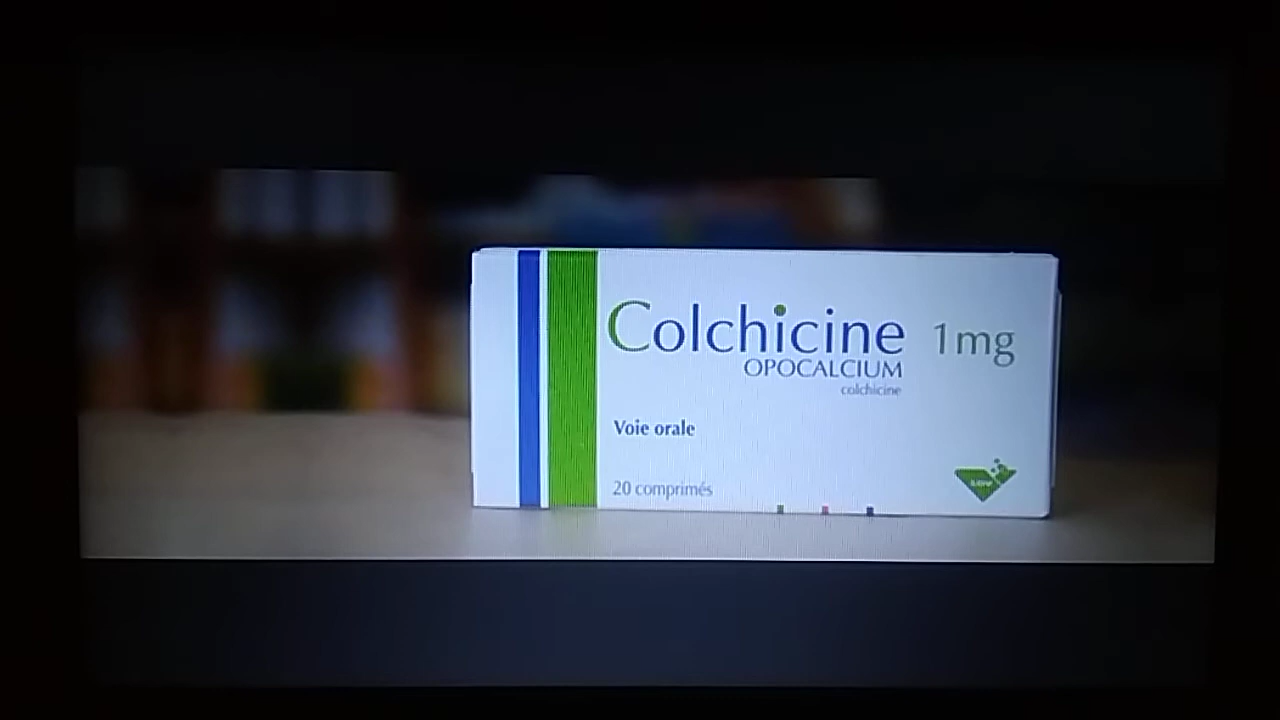 Colchicine 1mg
OPOCALCIUM
colchicine
Voie orale
20 comprimés